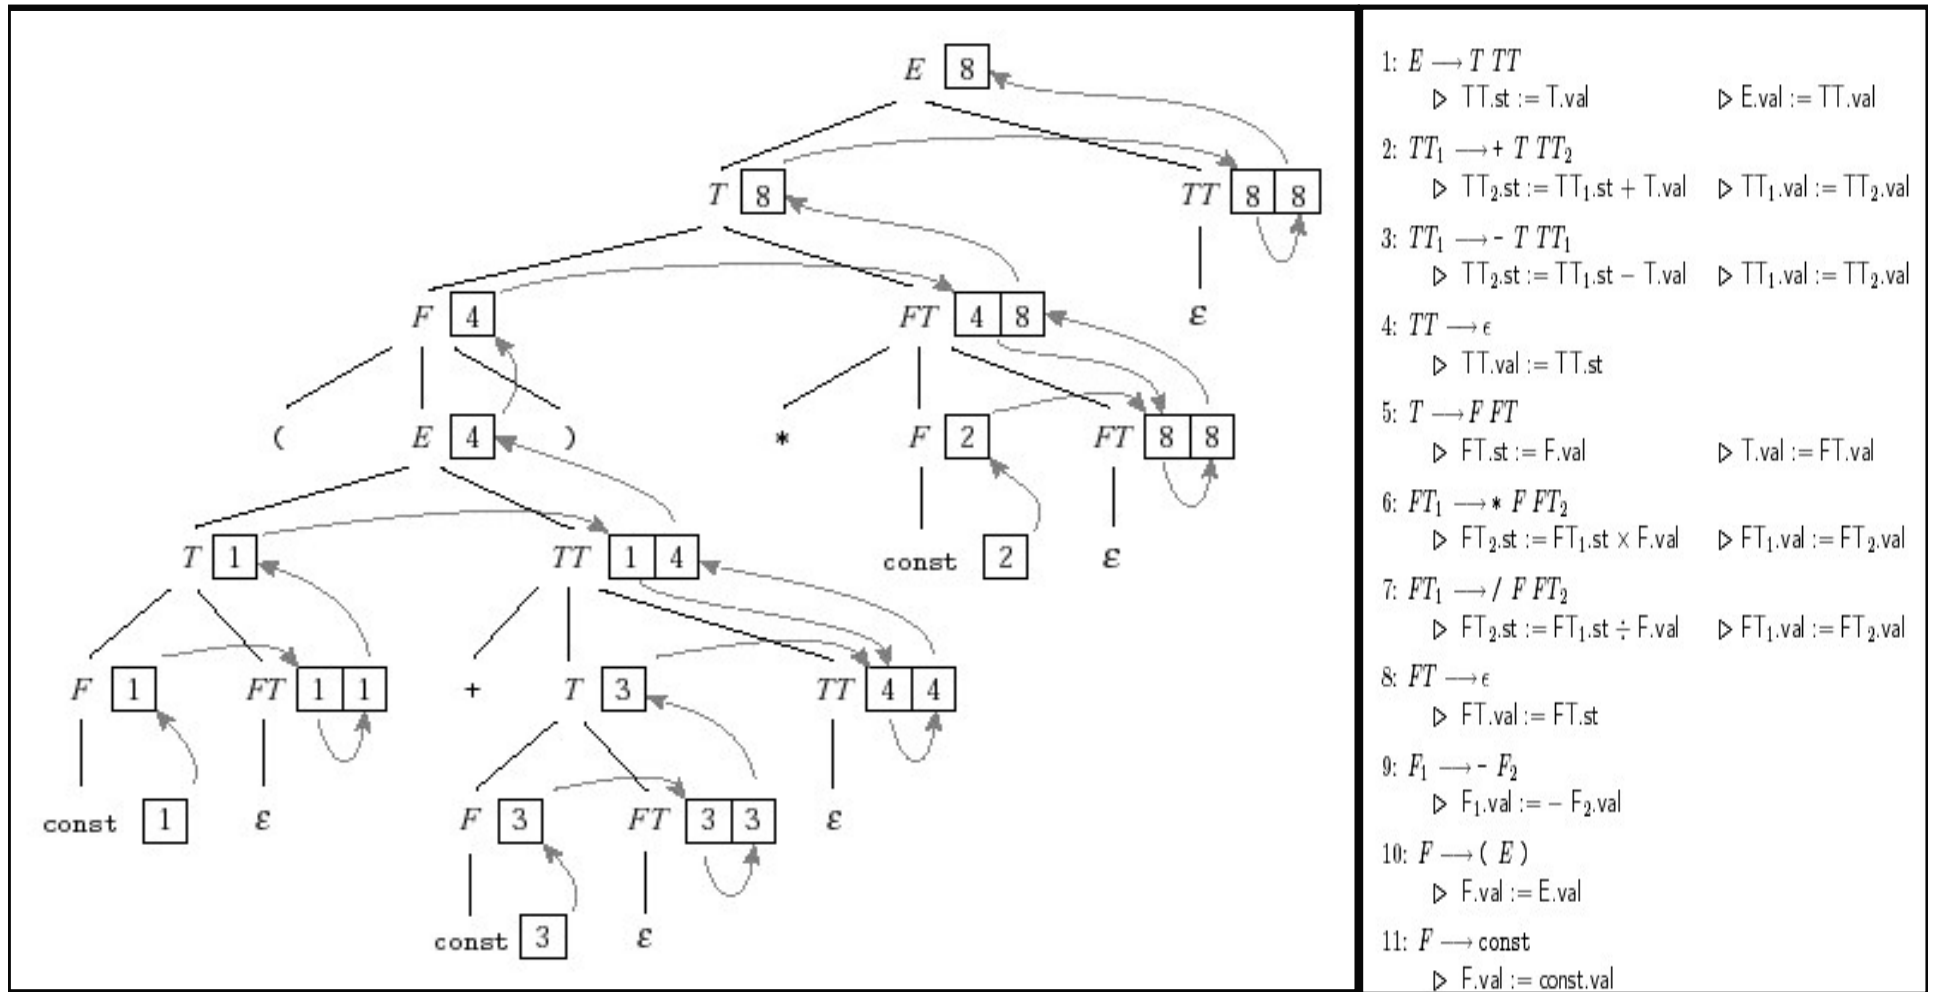 E 8
T 8 TT 8 8
F 4 FT 4 8 ε
( E 4 ) * F 2 FT 8 8
T 1 TT 1 4 const 2 ε
F 1 FT 1 1 + T 3 TT 4 4
const 1 ε F 3 FT 3 3 ε
const 3 ε
1: E ⟶ T TT
▷ TT.st := T.val ▷ E.val := TT.val
2: TT₁ ⟶ + T TT₂
▷ TT₂.st := TT₁.st + T.val ▷ TT₁.val := TT₂.val
3: TT₁ ⟶ - T TT₁
▷ TT₂.st := TT₁.st − T.val ▷ TT₁.val := TT₂.val
4: TT ⟶ ϵ
▷ TT.val := TT.st
5: T ⟶ F FT
▷ FT.st := F.val ▷ T.val := FT.val
6: FT₁ ⟶ * F FT₂
▷ FT₂.st := FT₁.st × F.val ▷ FT₁.val := FT₂.val
7: FT₁ ⟶ / F FT₂
▷ FT₂.st := FT₁.st ÷ F.val ▷ FT₁.val := FT₂.val
8: FT ⟶ ϵ
▷ FT.val := FT.st
9: F₁ ⟶ - F₂
▷ F₁.val := − F₂.val
10: F ⟶ ( E )
▷ F.val := E.val
11: F ⟶ const
▷ F.val := const.val